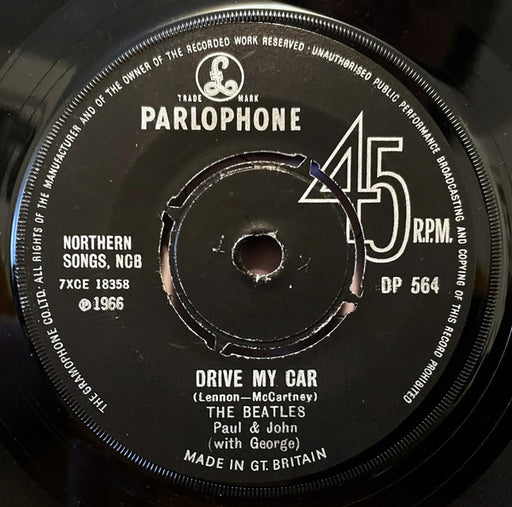 THE GRAMOPHONE CO. LTD. ALL RIGHTS OF THE MANUFACTURER AND OF THE OWNER OF THE RECORDED WORK RESERVED · UNAUTHORISED PUBLIC PERFORMANCE BROADCASTING AND COPYING OF THIS RECORD PROHIBITED
£
TRADE MARK
PARLOPHONE
45 R.P.M.
NORTHERN
SONGS, NCB
7XCE 18358
℗1966
DP 564
DRIVE MY CAR
(Lennon—McCartney)
THE BEATLES
Paul & John
(with George)
MADE IN GT. BRITAIN